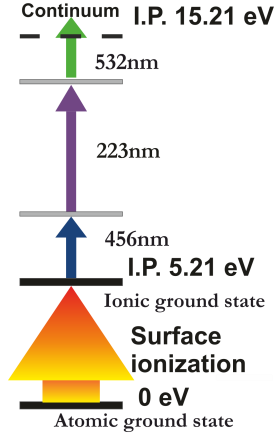 Continuum
I.P. 15.21 eV
532nm
223nm
456nm
I.P. 5.21 eV
Ionic ground state
Surface
ionization
0 eV
Atomic ground state